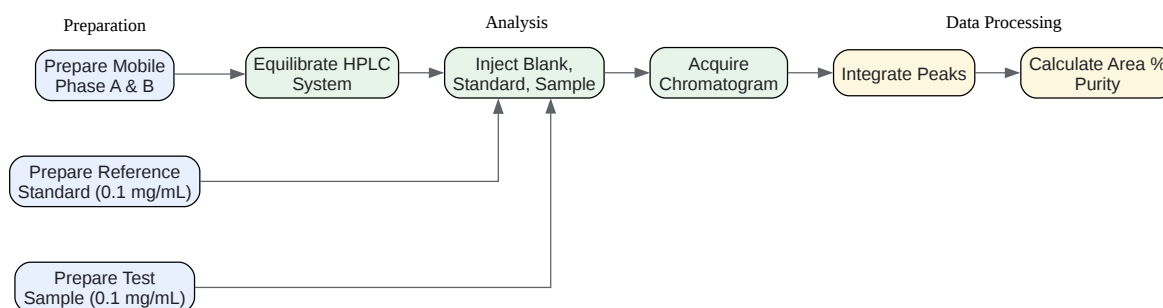 Preparation
Analysis
Data Processing
Prepare Mobile
Phase A & B
Equilibrate HPLC
System
Inject Blank,
Standard, Sample
Acquire
Chromatogram
Integrate Peaks
Calculate Area %
Purity
Prepare Reference
Standard (0.1 mg/mL)
Prepare Test
Sample (0.1 mg/mL)